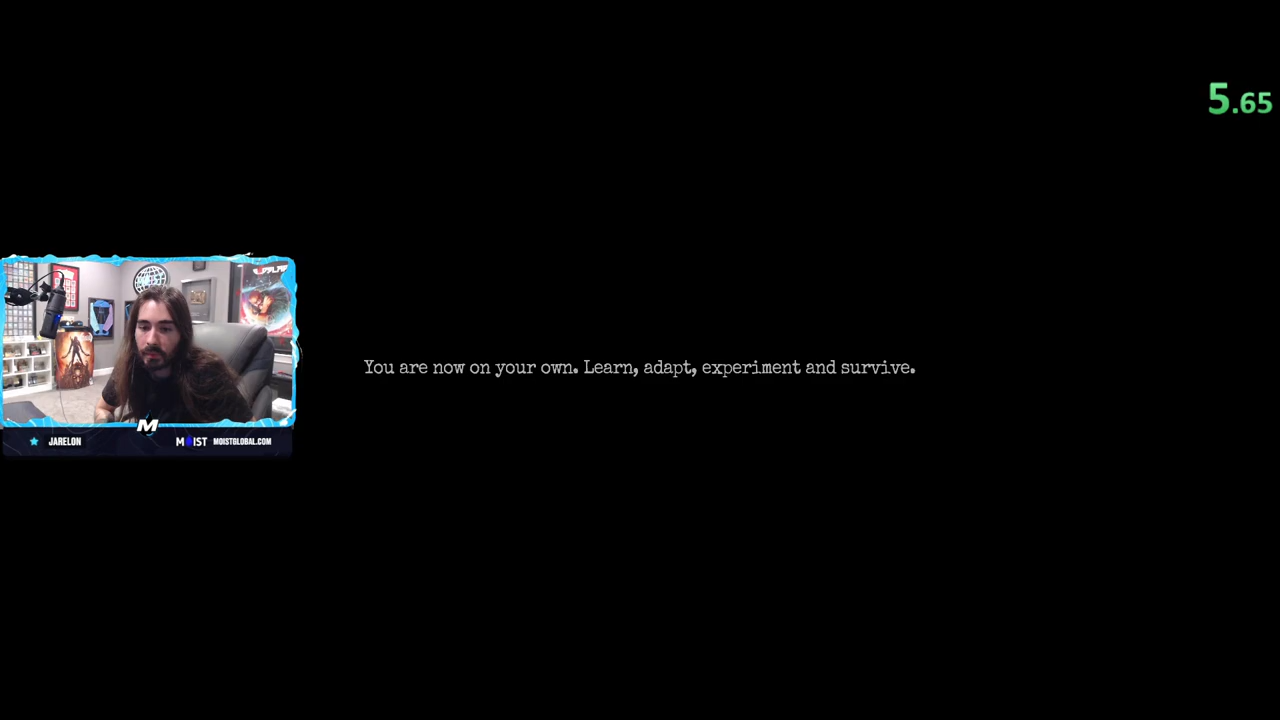 5.65
You are now on your own. Learn, adapt, experiment and survive.
M
JARELON
MOIST
MOISTGLOBAL.COM